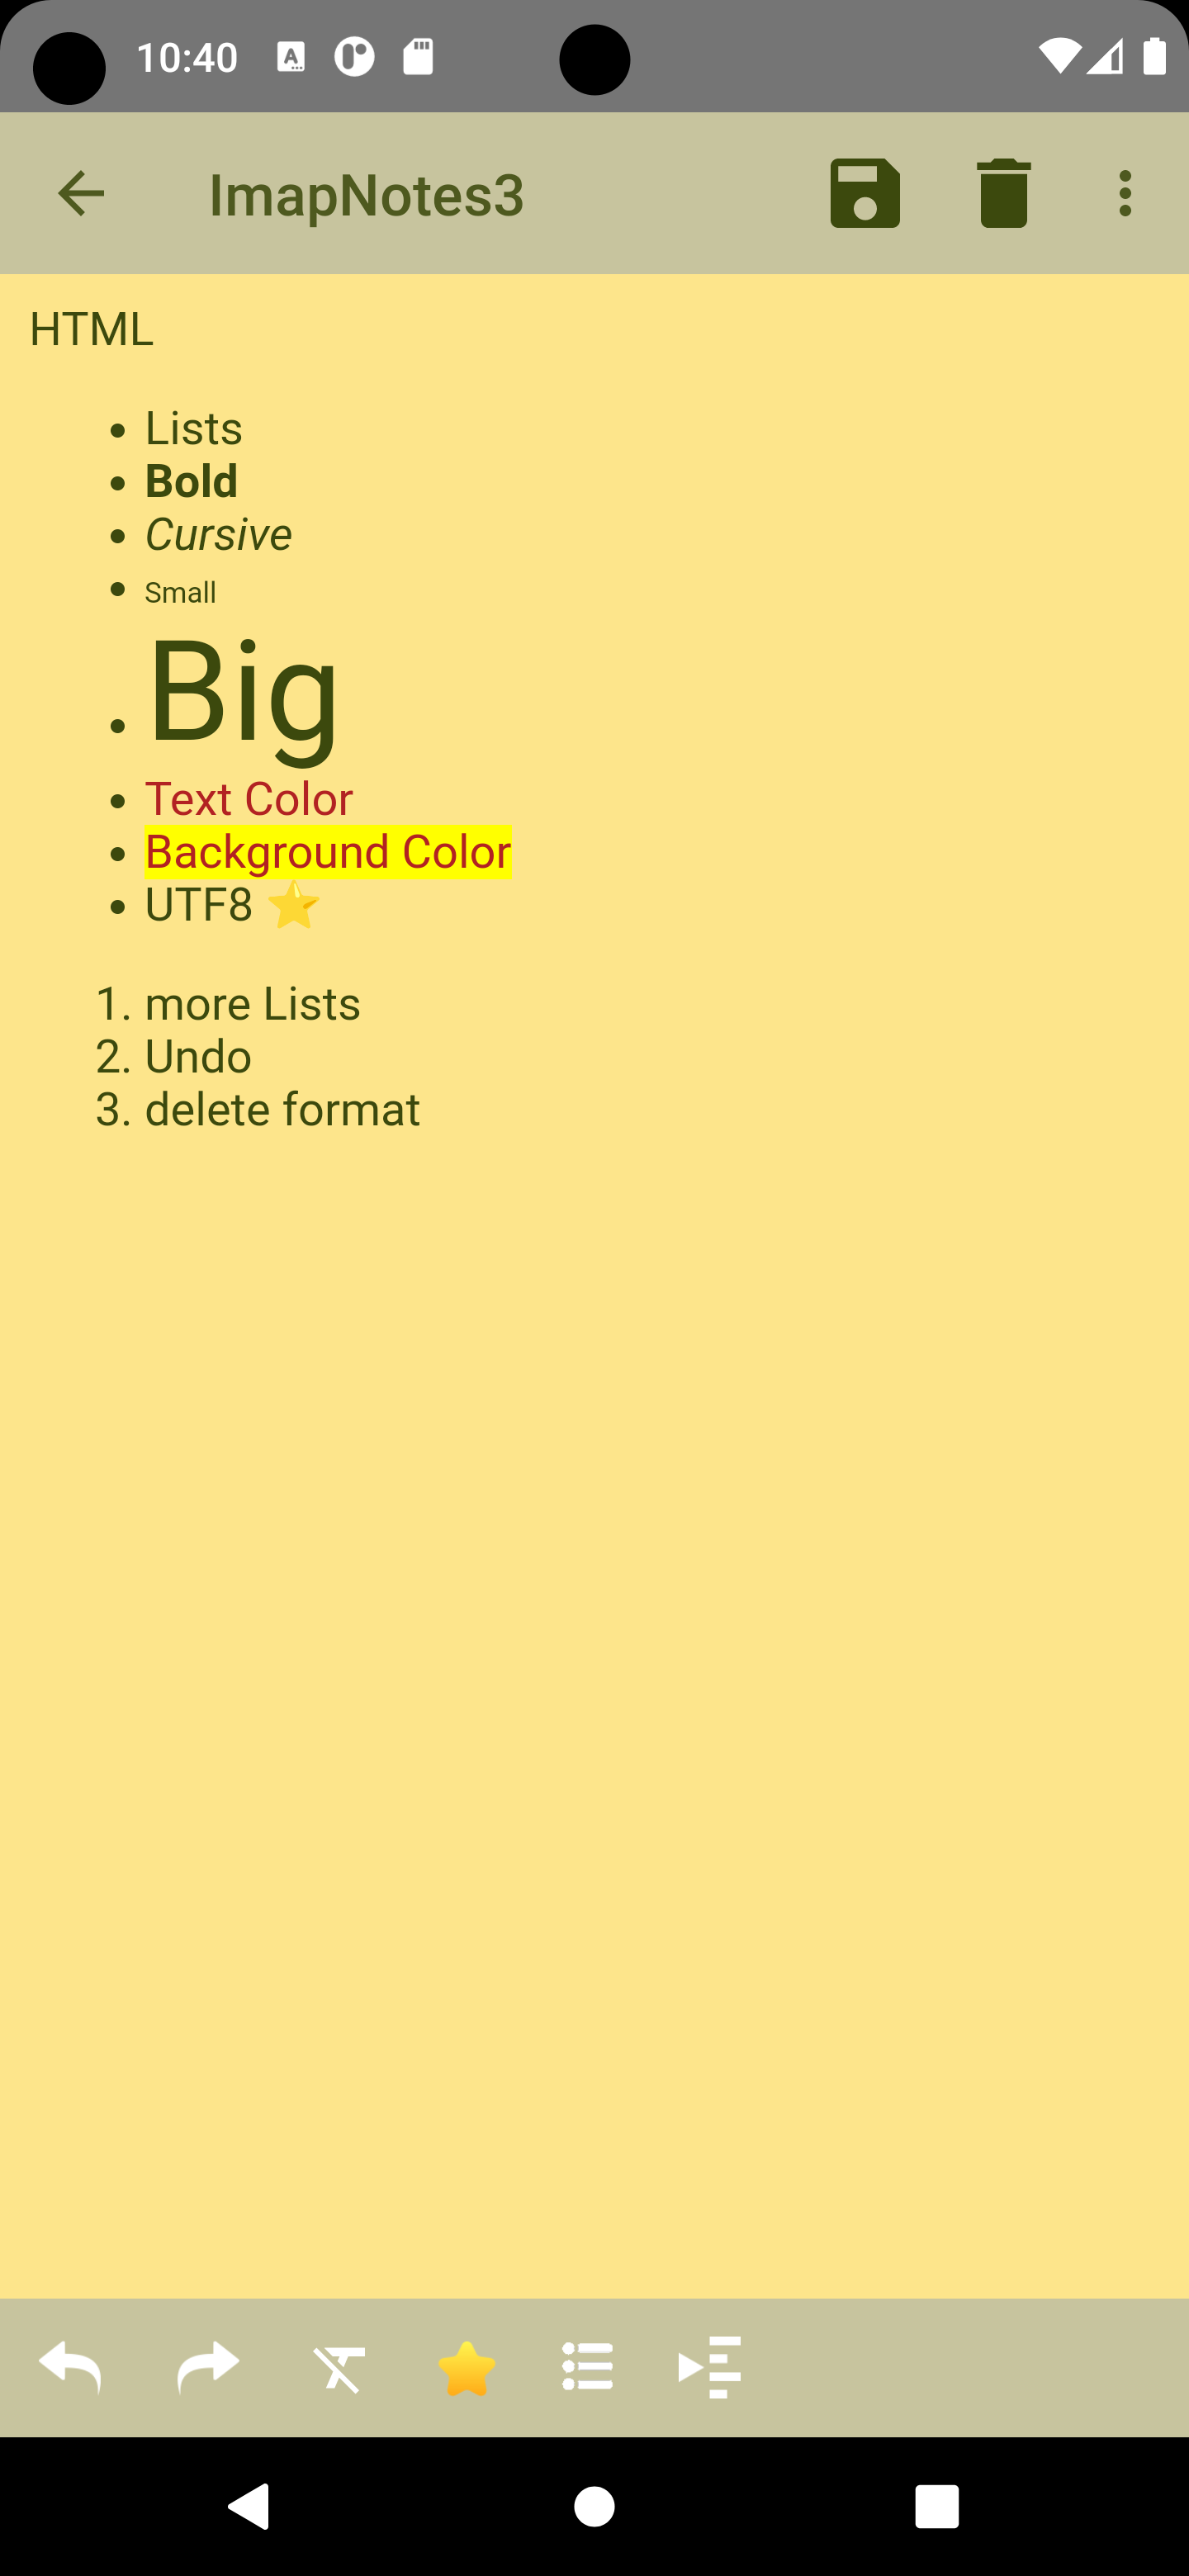 10:40
ImapNotes3
HTML
• Lists
• Bold
• Cursive
• Small
• Big
• Text Color
• Background Color
• UTF8 ⭐
1. more Lists
2. Undo
3. delete format